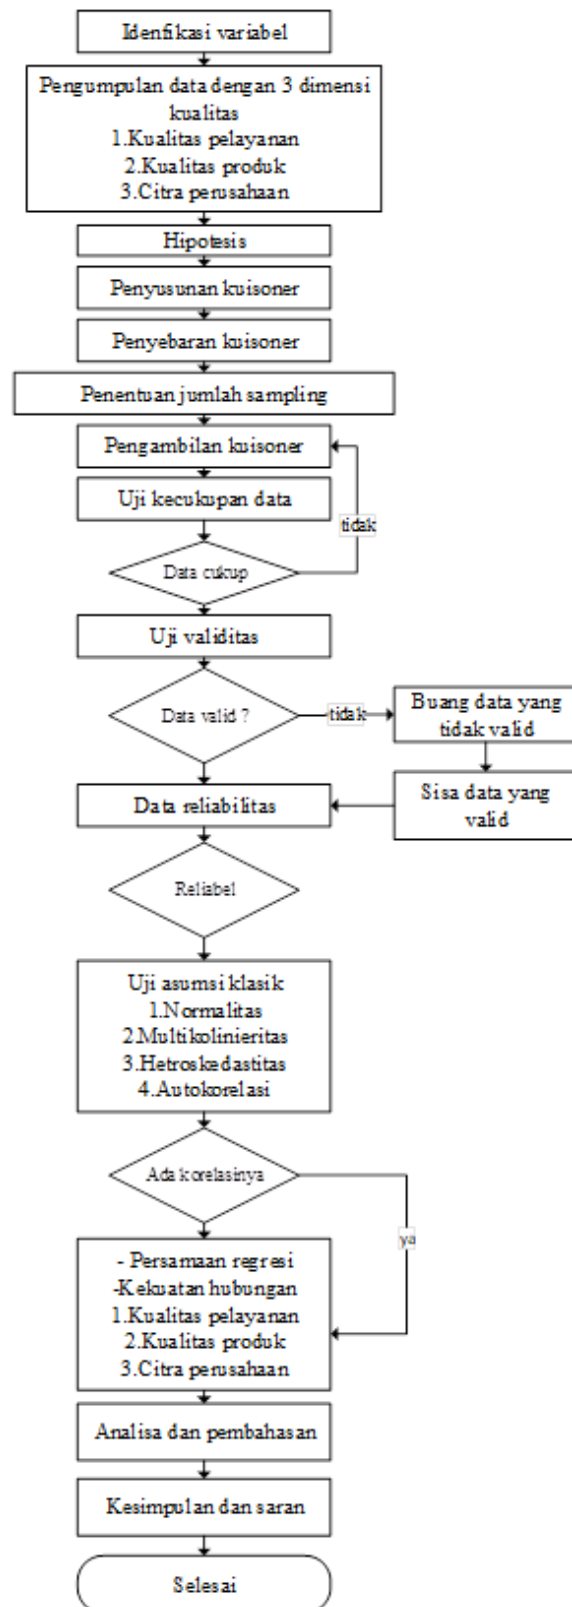 Idenfikasi variabel
Pengumpulan data dengan 3 dimensi
kualitas
1.Kualitas pelayanan
2.Kualitas produk
3.Citra perusahaan
Hipotesis
Penyusunan kuisoner
Penyebaran kuisoner
Penentuan jumlah sampling
Pengambilan kuisoner
Uji kecukupan data
tidak
Data cukup
Uji validitas
Data valid ?
tidak
Buang data yang
tidak valid
Data reliabilitas
Sisa data yang
valid
Reliabel
Uji asumsi klasik
1.Normalitas
2.Multikolinieritas
3.Hetroskedastitas
4.Autokorelasi
Ada korelasinya
ya
- Persamaan regresi
-Kekuatan hubungan
1.Kualitas pelayanan
2.Kualitas produk
3.Citra perusahaan
Analisa dan pembahasan
Kesimpulan dan saran
Selesai